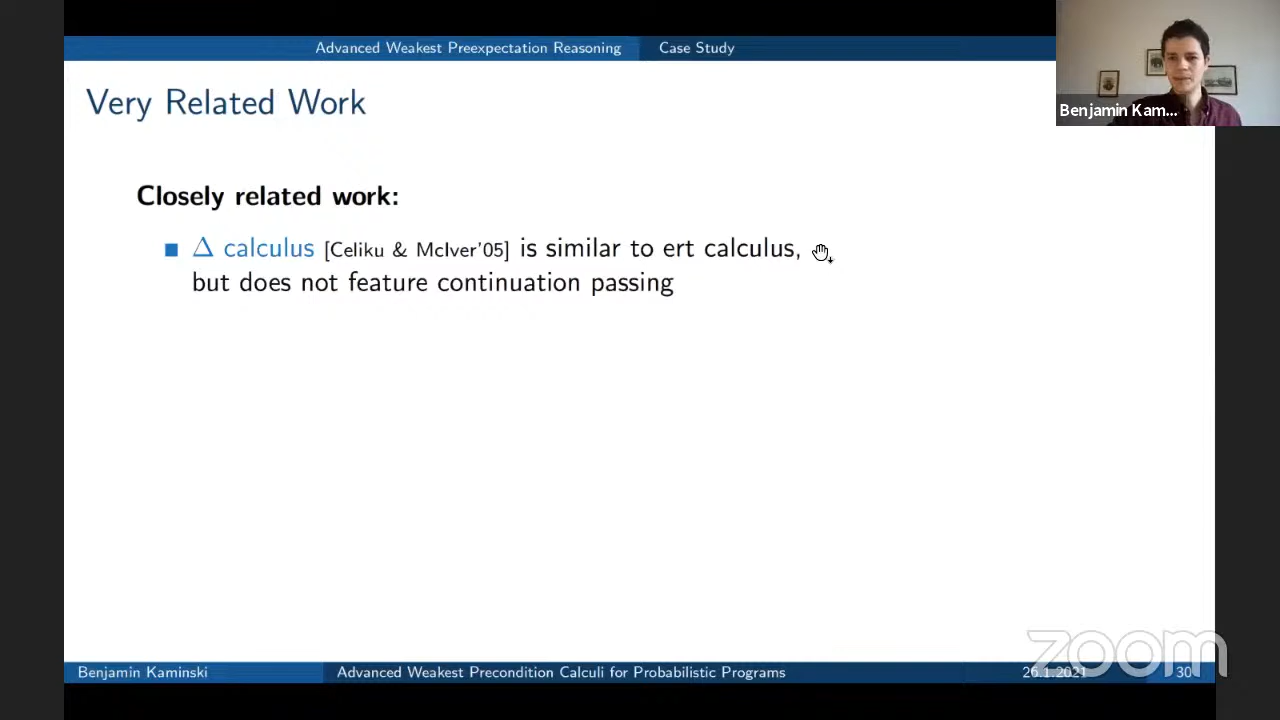 Advanced Weakest Preexpectation Reasoning Case Study
Very Related Work
Benjamin Kam...
Closely related work:
Δ calculus [Celiku & McIver'05] is similar to ert calculus,
but does not feature continuation passing
zoom
Benjamin Kaminski Advanced Weakest Precondition Calculi for Probabilistic Programs 26.1.2021 30